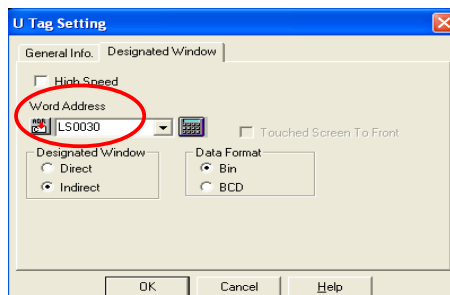 U Tag Setting
General Info. Designated Window
High Speed
Word Address
LS0030
Touched Screen To Front
Designated Window Data Format
Direct Bin
Indirect BCD
OK Cancel Help